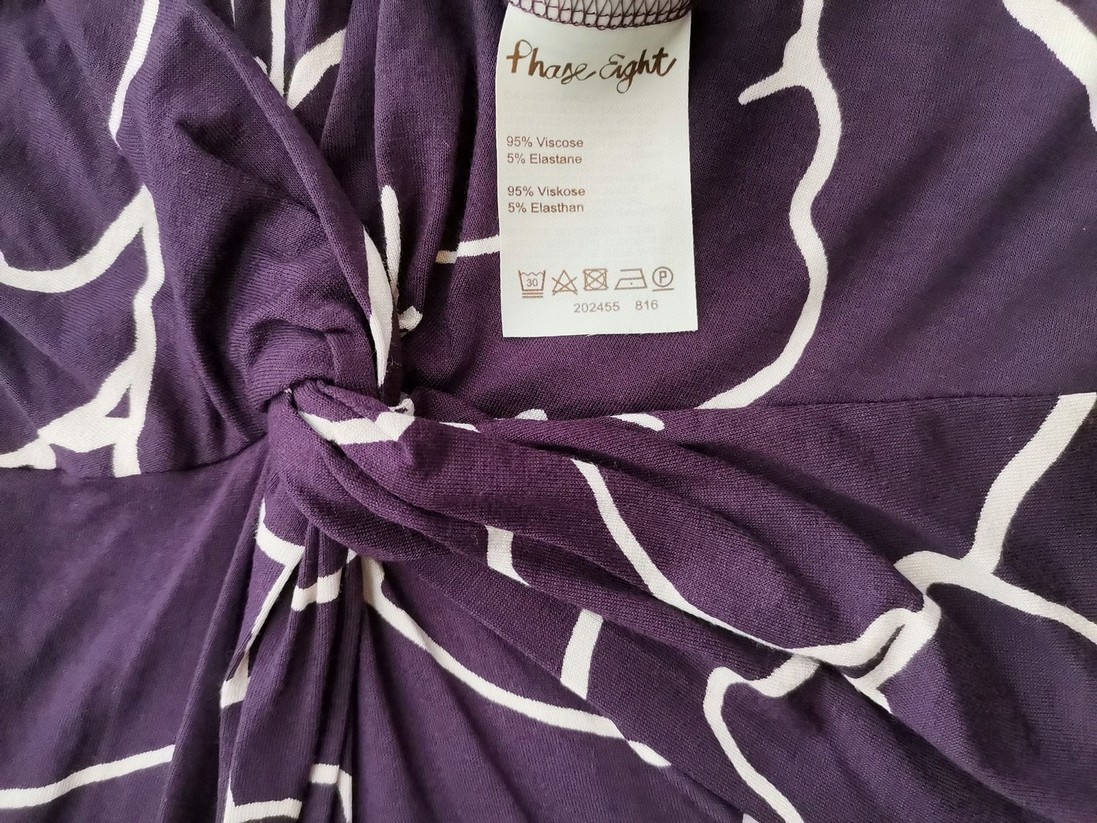 Phase Eight
95% Viscose
5% Elastane
95% Viskose
5% Elasthan
30 P
202455 816